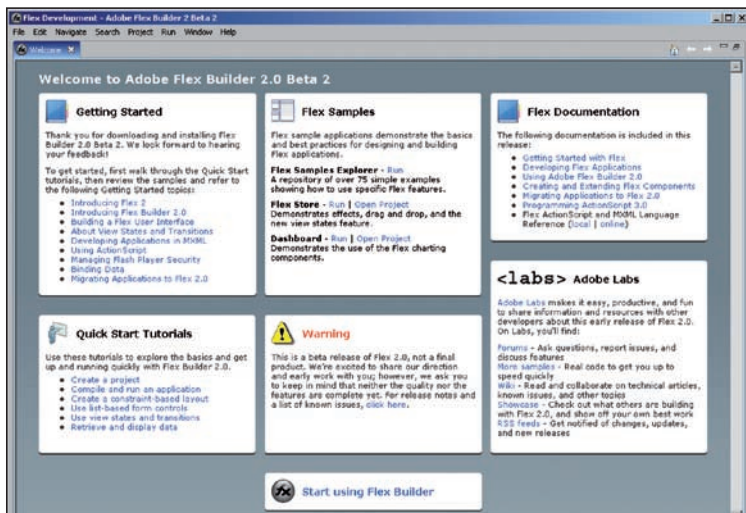 Flex Development - Adobe Flex Builder 2 Beta 2
File Edit Navigate Search Project Run Window Help
Welcome
Welcome to Adobe Flex Builder 2.0 Beta 2
Getting Started
Thank you for downloading and installing Flex
Builder 2.0 Beta 2. We look forward to hearing
your feedback!
To get started, first walk through the Quick Start
tutorials, then review the samples and refer to
the following Getting Started topics:
Introducing Flex 2
Introducing Flex Builder 2.0
Building a Flex User Interface
About View States and Transitions
Developing Applications in MXML
Using ActionScript
Managing Flash Player Security
Binding Data
Migrating Applications to Flex 2.0
Flex Samples
Flex sample applications demonstrate the basics
and best practices for designing and building
Flex applications.
Flex Samples Explorer - Run
A repository of over 75 simple examples
showing how to use specific Flex features.
Flex Store - Run | Open Project
Demonstrates effects, drag and drop, and the
new view states feature.
Dashboard - Run | Open Project
Demonstrates the use of the Flex charting
components.
Flex Documentation
The following documentation is included in this
release:
Getting Started with Flex
Developing Flex Applications
Using Adobe Flex Builder 2.0
Creating and Extending Flex Components
Migrating Applications to Flex 2.0
Programming ActionScript 3.0
Flex ActionScript and MXML Language
Reference (local | online)
Quick Start Tutorials
Use these tutorials to explore the basics and get
up and running quickly with Flex Builder 2.0.
Create a project
Compile and run an application
Create a constraint-based layout
Use list-based form controls
Use view states and transitions
Retrieve and display data
Warning
This is a beta release of Flex 2.0, not a final
product. We're excited to share our direction
and early work with you; however, we ask you
to keep in mind that neither the quality nor the
features are complete yet. For release notes and
a list of known issues, click here.
<labs> Adobe Labs
Adobe Labs makes it easy, productive, and fun
to share information and resources with other
developers about this early release of Flex 2.0.
On Labs, you'll find:
Forums - Ask questions, report issues, and
discuss features
More samples - Real code to get you up to
speed quickly
Wiki - Read and collaborate on technical articles,
known issues, and other topics
Showcase - Check out what others are building
with Flex 2.0, and show off your own best work
RSS feeds - Get notified of changes, updates,
and new releases
Start using Flex Builder